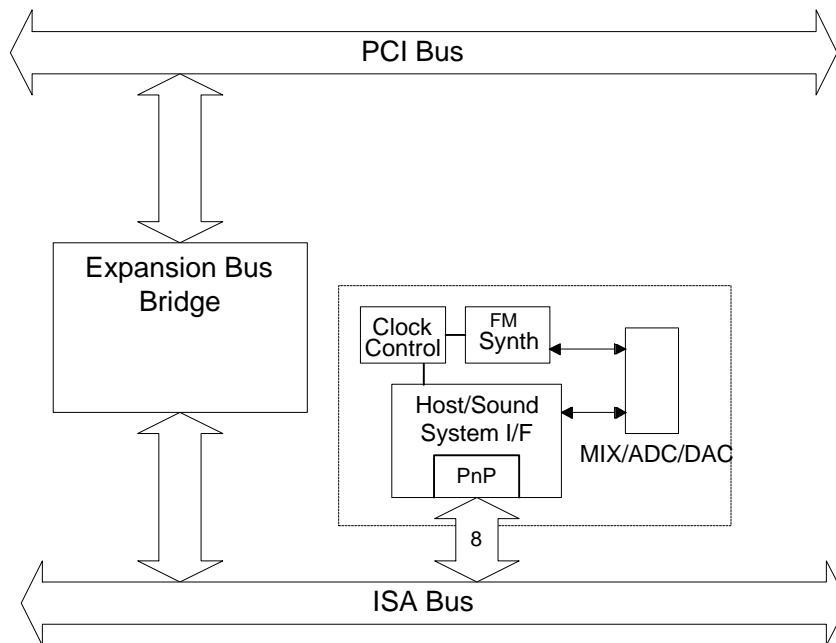 PCI Bus
Expansion Bus
Bridge
Clock
Control
FM
Synth
Host/Sound
System I/F
PnP
MIX/ADC/DAC
8
ISA Bus